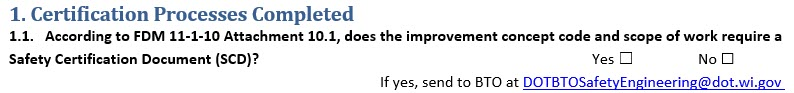 1. Certification Processes Completed
1.1. According to FDM 11-1-10 Attachment 10.1, does the improvement concept code and scope of work require a
Safety Certification Document (SCD)? Yes ☐ No ☐
If yes, send to BTO at DOTBTOSafetyEngineering@dot.wi.gov